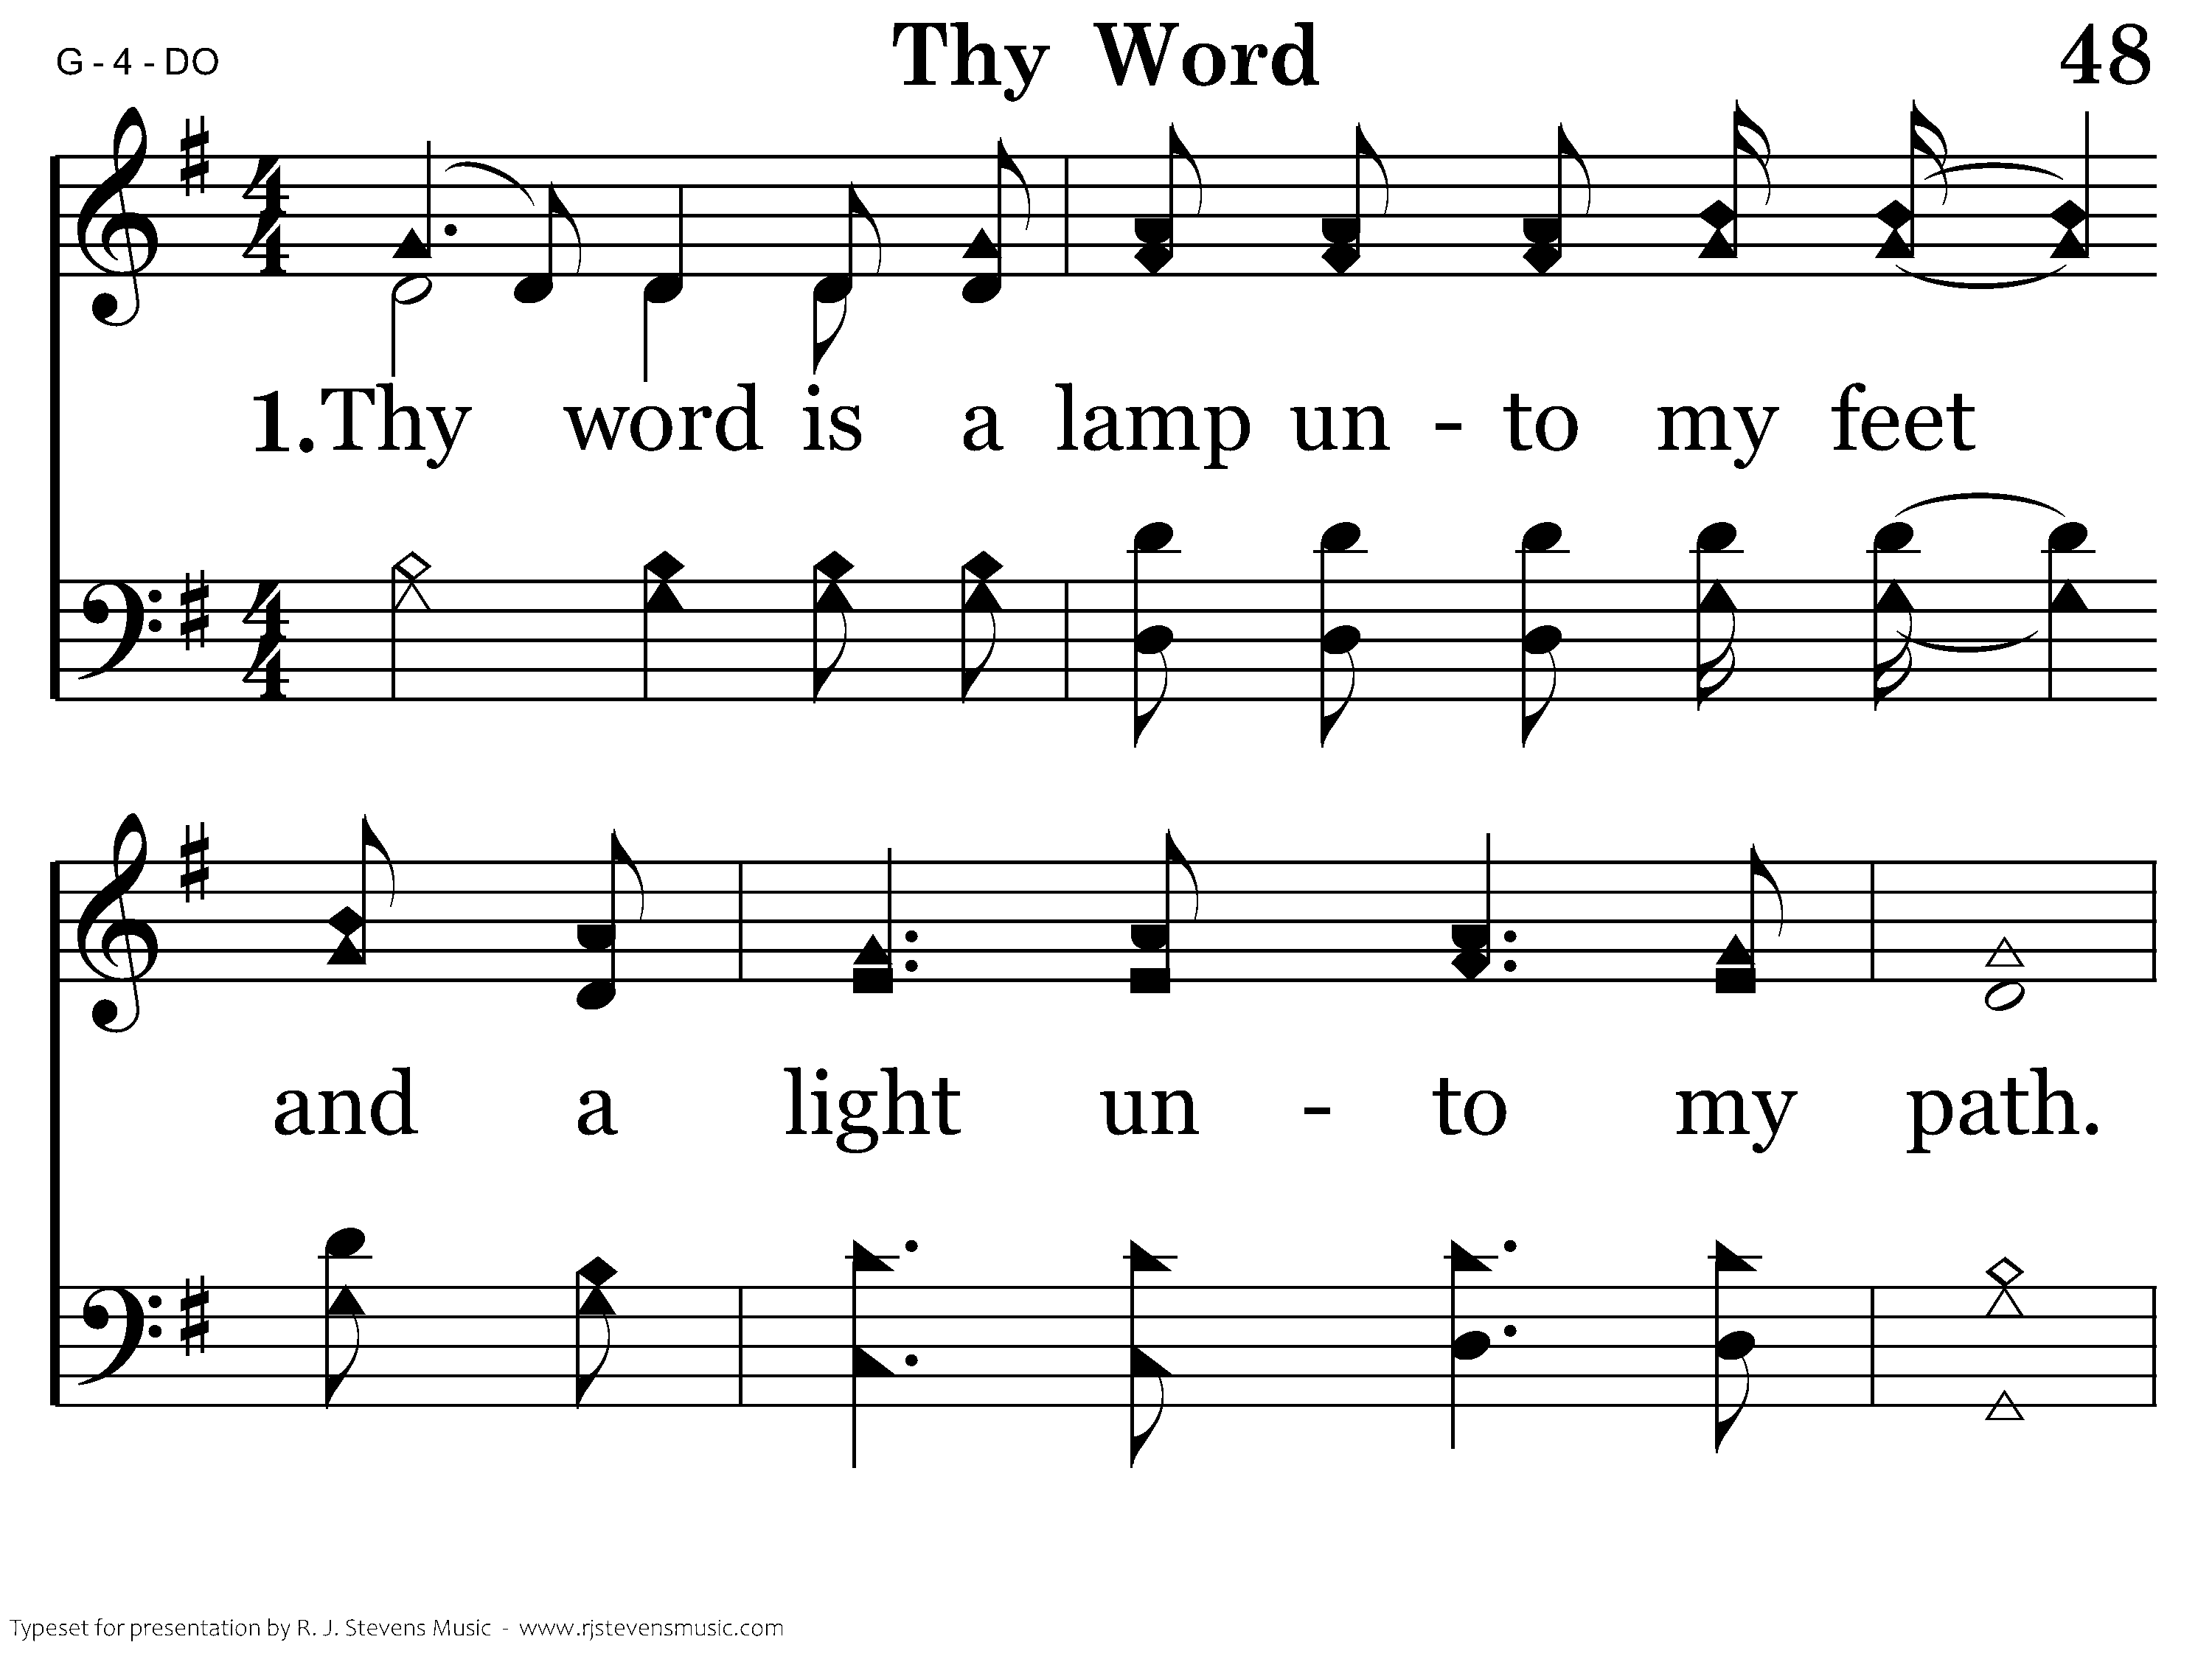 G - 4 - DO
Thy Word
48
1.Thy word is a lamp un - to my feet
and a light un - to my path.
Typeset for presentation by R. J. Stevens Music - www.rjstevensmusic.com